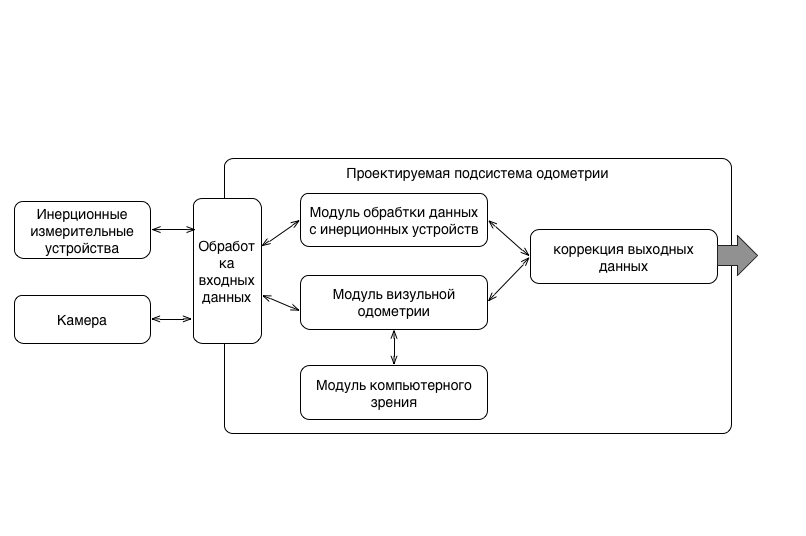 Проектируемая подсистема одометрии
Инерционные
измерительные
устройства
Камера
Обработ
ка
входных
данных
Модуль обрабтки данных
с инерционных устройств
Модуль визульной
одометрии
Модуль компьютерного
зрения
коррекция выходных
данных